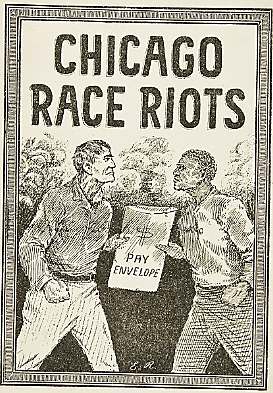 CHICAGO
RACE RIOTS
PAY
ENVELOPE
E. R.